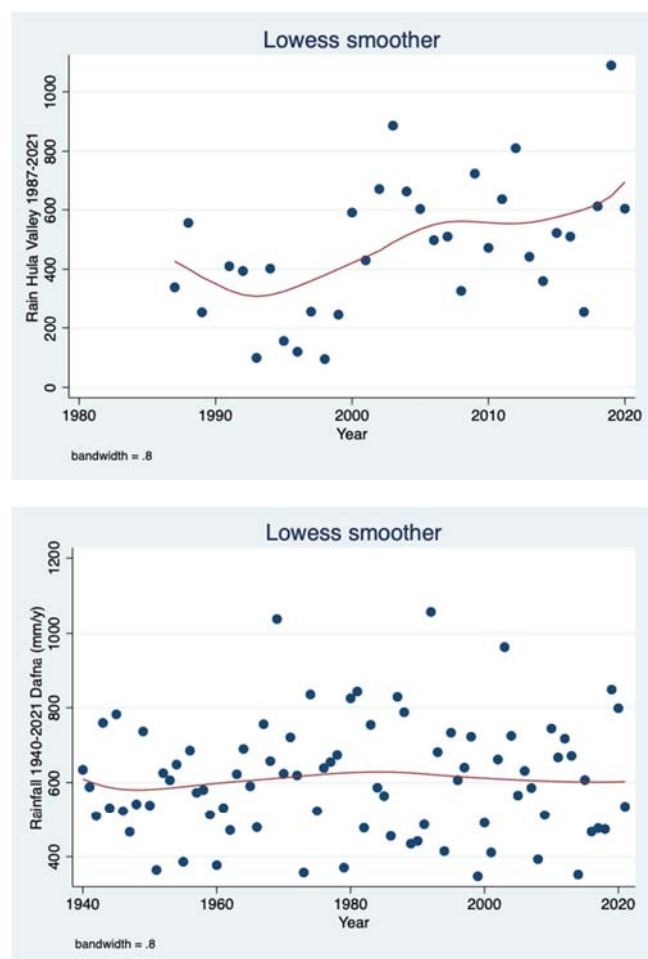 Lowess smoother
Rain Hula Valley 1987-2021
1000
800
600
400
200
0
1980 1990 2000 2010 2020
Year
bandwidth = .8
Lowess smoother
Rainfall 1940-2021 Dafna (mm/y)
1200
1000
800
600
400
1940 1960 1980 2000 2020
Year
bandwidth = .8